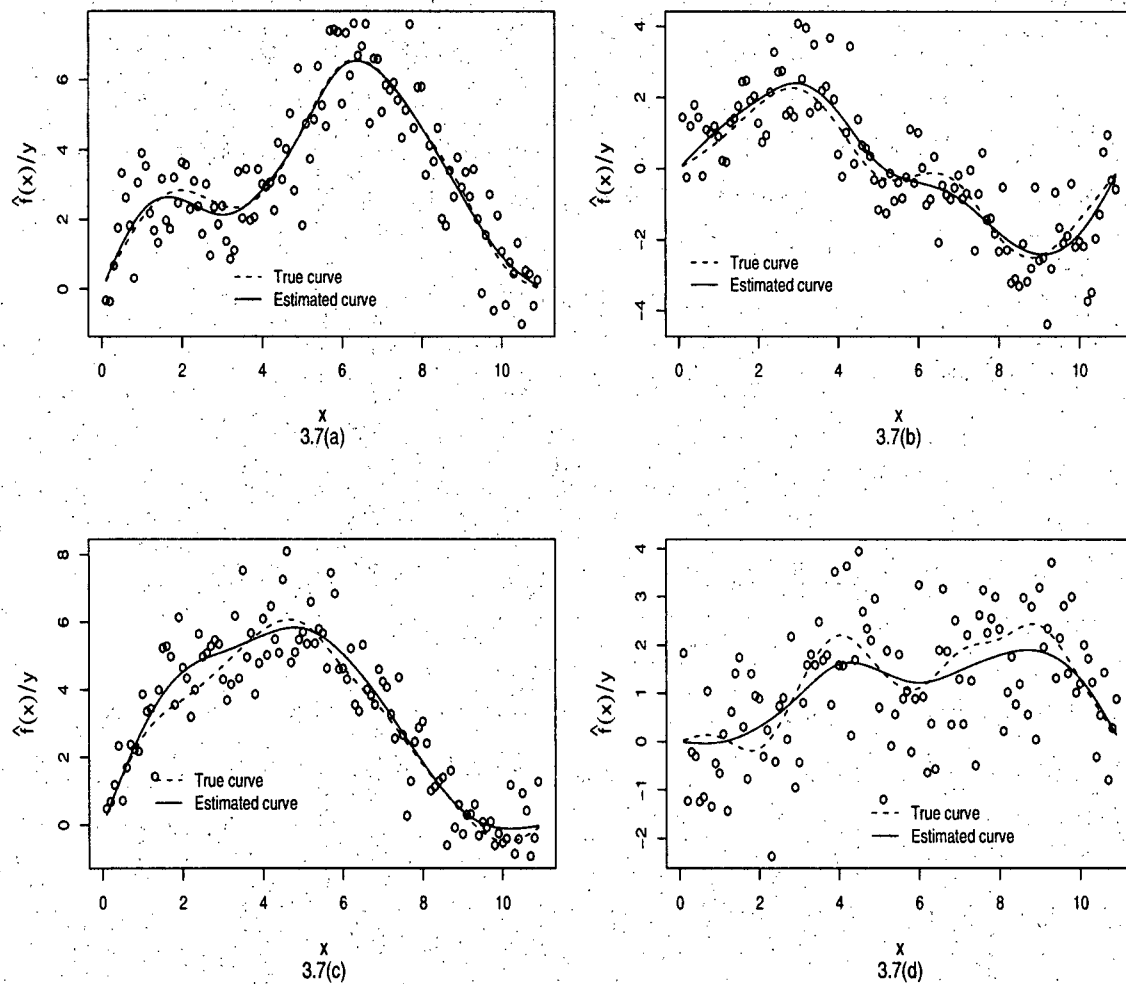 f̂(x)/y
6
4
2
0
True curve
Estimated curve
0 2 4 6 8 10
x
3.7(a)
f̂(x)/y
4
2
0
−2
−4
True curve
Estimated curve
0 2 4 6 8 10
x
3.7(b)
f̂(x)/y
8
6
4
2
0
True curve
Estimated curve
0 2 4 6 8 10
x
3.7(c)
f̂(x)/y
4
3
2
1
0
−2
True curve
Estimated curve
0 2 4 6 8 10
x
3.7(d)